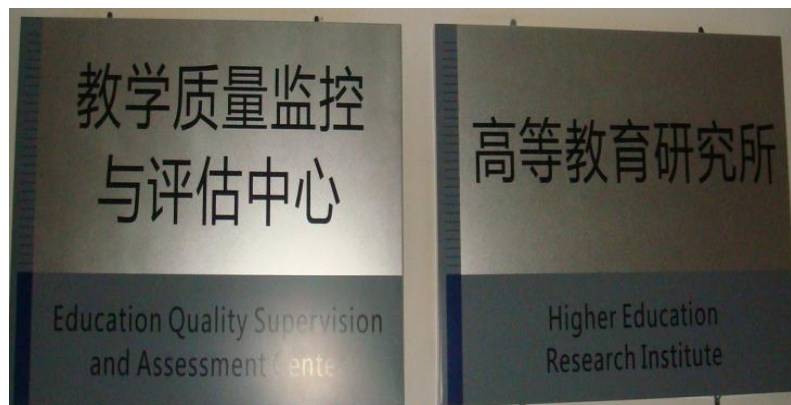 教学质量监控
与评估中心
Education Quality Supervision
and Assessment Center
高等教育研究所
Higher Education
Research Institute